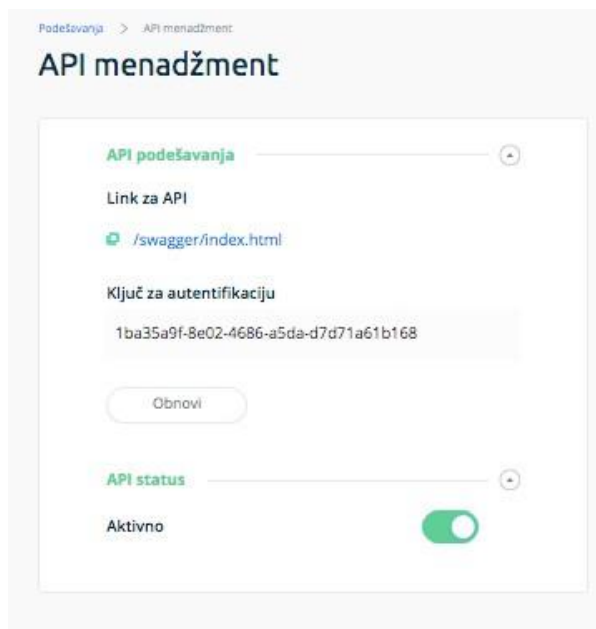 Podešavanja > API menadžment
API menadžment
API podešavanja
Link za API
/swagger/index.html
Ključ za autentifikaciju
1ba35a9f-8e02-4686-a5da-d7d71a61b168
Obnovi
API status
Aktivno